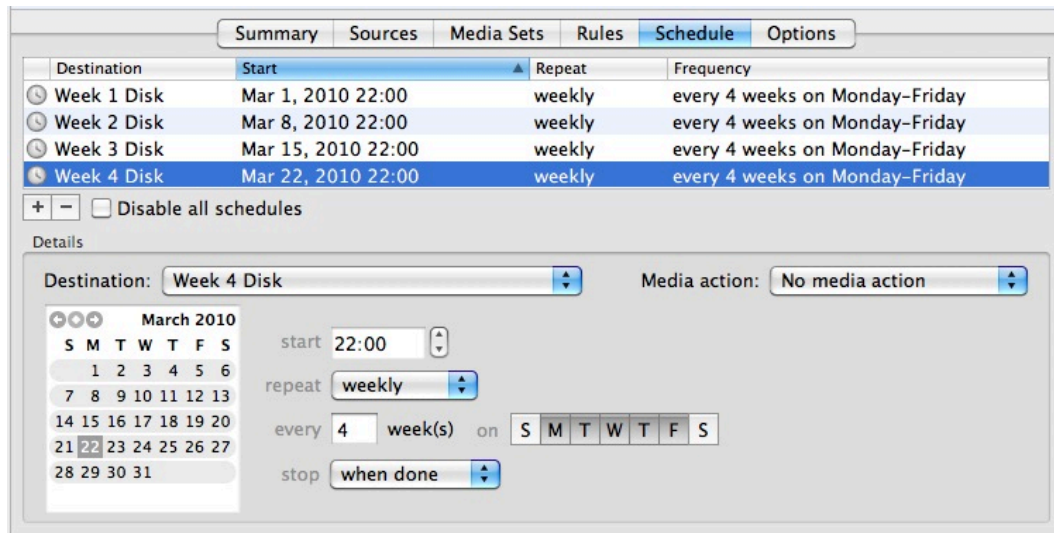 Summary Sources Media Sets Rules Schedule Options
Destination Start Repeat Frequency
Week 1 Disk Mar 1, 2010 22:00 weekly every 4 weeks on Monday–Friday
Week 2 Disk Mar 8, 2010 22:00 weekly every 4 weeks on Monday–Friday
Week 3 Disk Mar 15, 2010 22:00 weekly every 4 weeks on Monday–Friday
Week 4 Disk Mar 22, 2010 22:00 weekly every 4 weeks on Monday–Friday
+ − Disable all schedules
Details
Destination: Week 4 Disk Media action: No media action
March 2010
S M T W T F S
1 2 3 4 5 6
7 8 9 10 11 12 13
14 15 16 17 18 19 20
21 22 23 24 25 26 27
28 29 30 31
start 22:00
repeat weekly
every 4 week(s) on S M T W T F S
stop when done